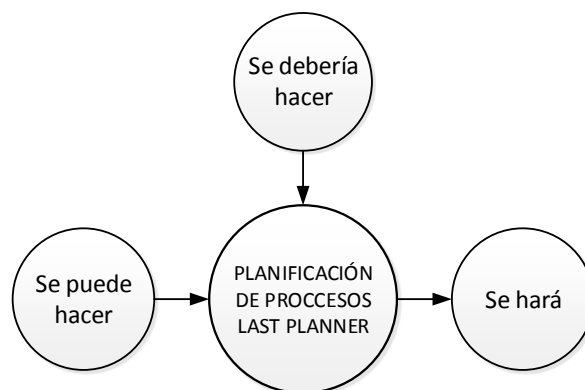 Se debería
hacer
Se puede
hacer
PLANIFICACIÓN
DE PROCCESOS
LAST PLANNER
Se hará